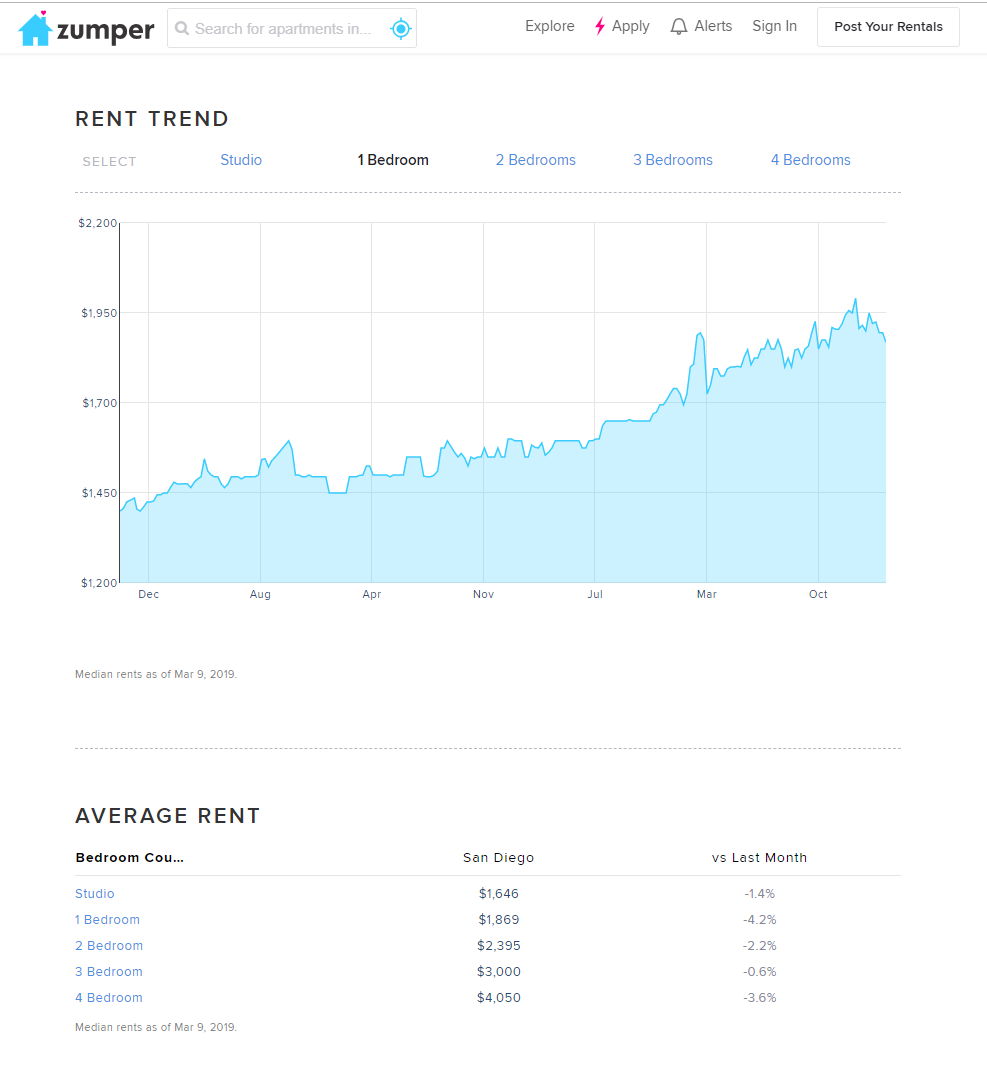 zumper Search for apartments in... Explore Apply Alerts Sign In Post Your Rentals
RENT TREND
SELECT Studio 1 Bedroom 2 Bedrooms 3 Bedrooms 4 Bedrooms
$2,200
$1,950
$1,700
$1,450
$1,200
Dec Aug Apr Nov Jul Mar Oct
Median rents as of Mar 9, 2019.
AVERAGE RENT
Bedroom Cou... San Diego vs Last Month
Studio $1,646 -1.4%
1 Bedroom $1,869 -4.2%
2 Bedroom $2,395 -2.2%
3 Bedroom $3,000 -0.6%
4 Bedroom $4,050 -3.6%
Median rents as of Mar 9, 2019.